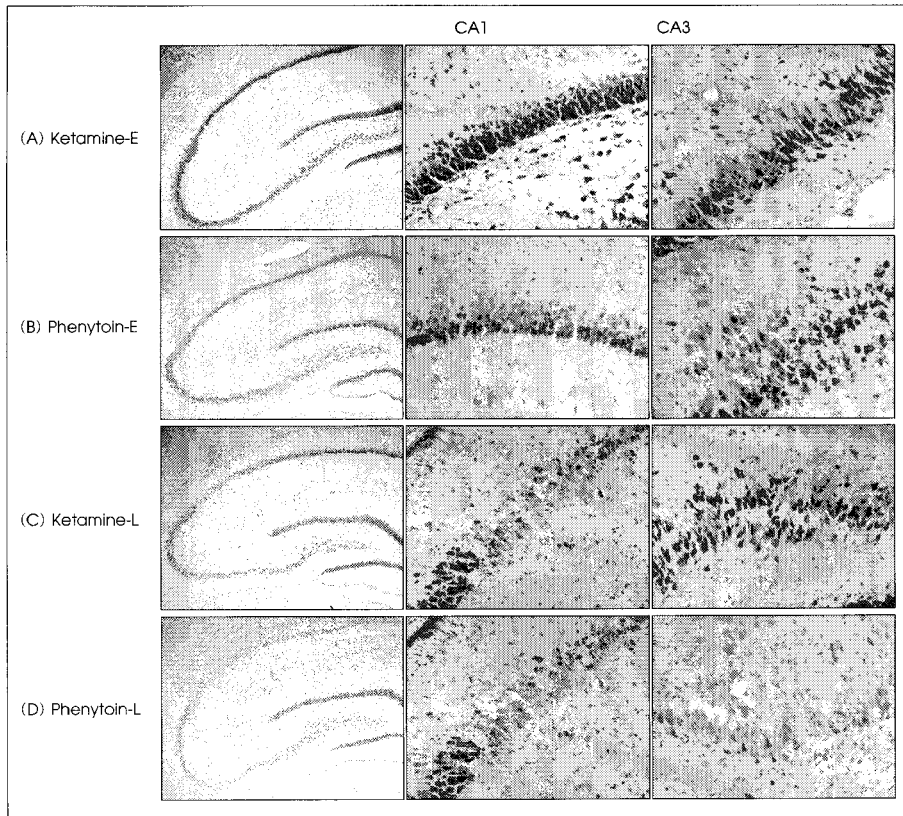 CA1 CA3
(A) Ketamine-E
(B) Phenytoin-E
(C) Ketamine-L
(D) Phenytoin-L